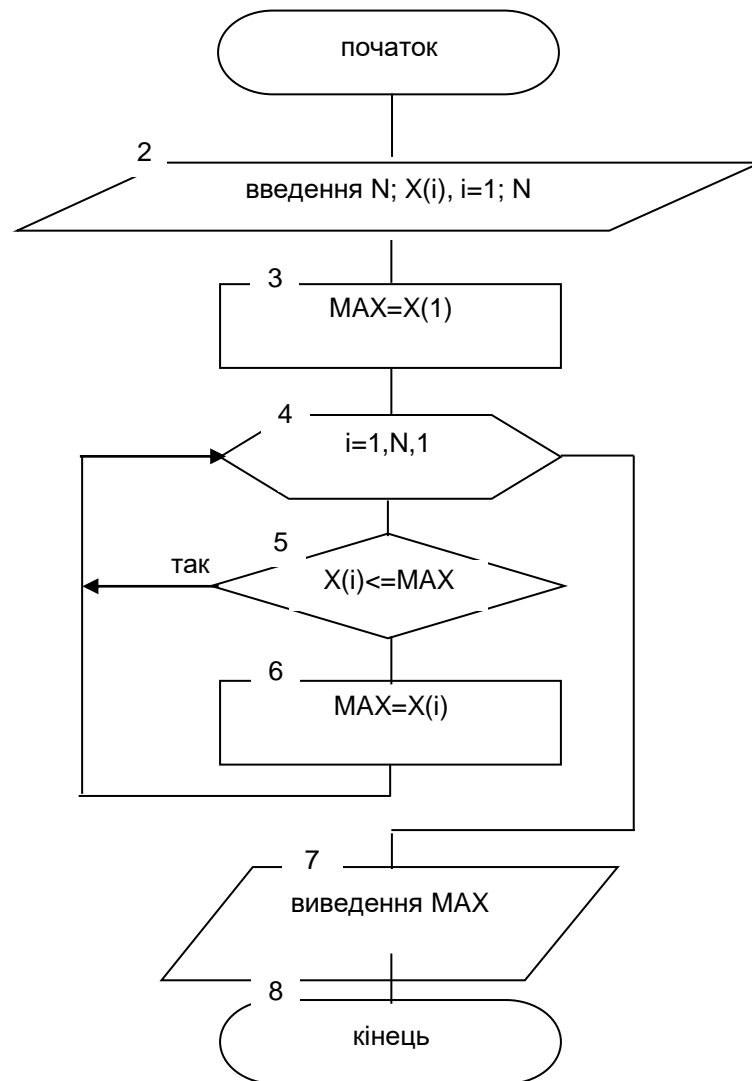 початок
2
введення N; X(i), i=1; N
3
MAX=X(1)
4
i=1,N,1
5
так
X(i)<=MAX
6
MAX=X(i)
7
виведення MAX
8
кінець